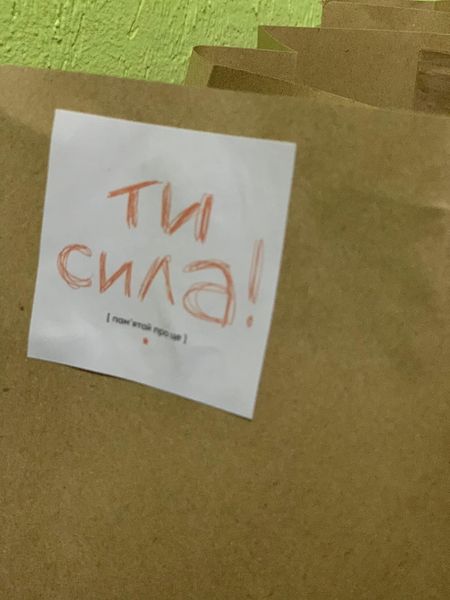 ти
сила!
[ пам'ятай про це ]